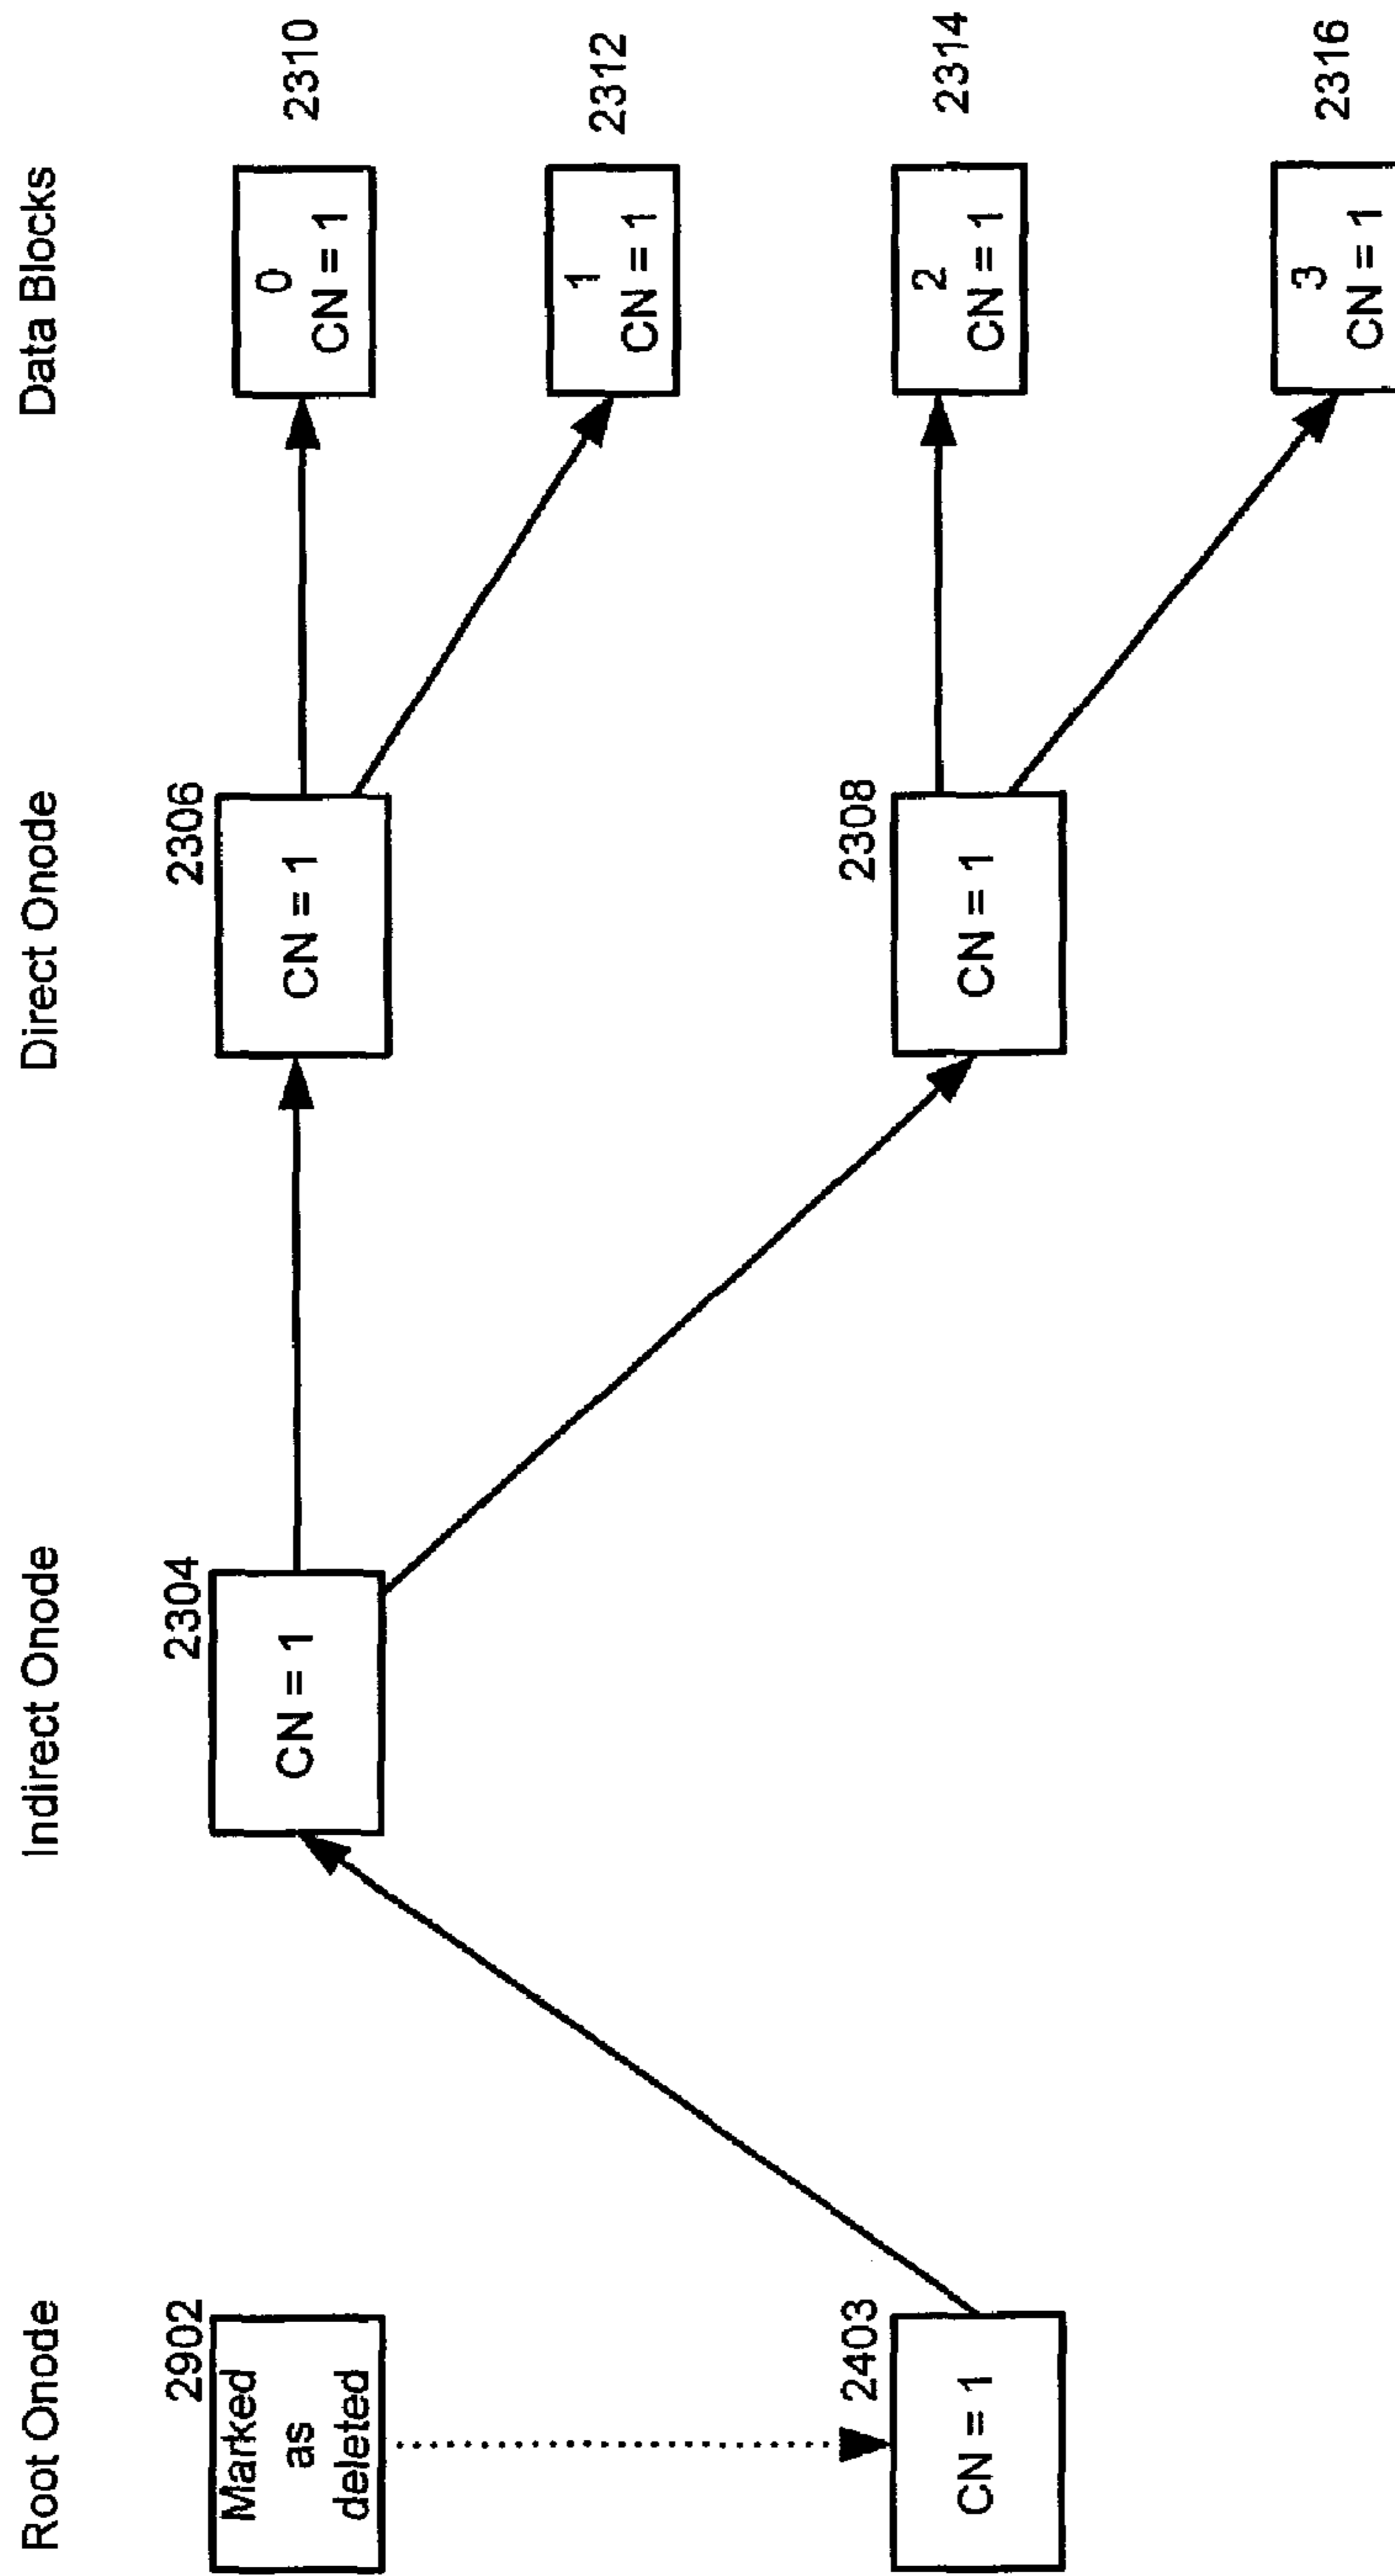 Root Onode
Indirect Onode
Direct Onode
Data Blocks
2902
Marked
as
deleted
2304
CN = 1
2306
CN = 1
0
CN = 1
2310
1
CN = 1
2312
2403
CN = 1
2308
CN = 1
2
CN = 1
2314
3
CN = 1
2316